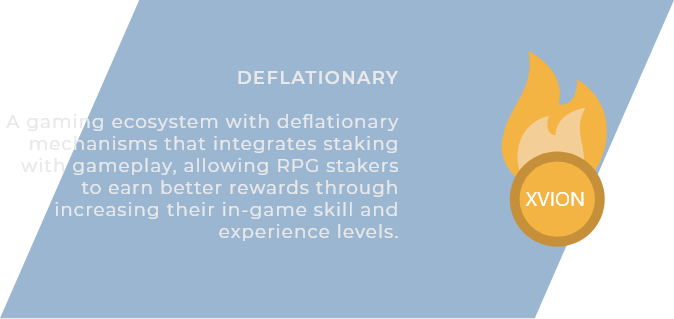 DEFLATIONARY
A gaming ecosystem with deflationary
mechanisms that integrates staking
with gameplay, allowing RPG stakers
to earn better rewards through
increasing their in-game skill and
experience levels.
XVION